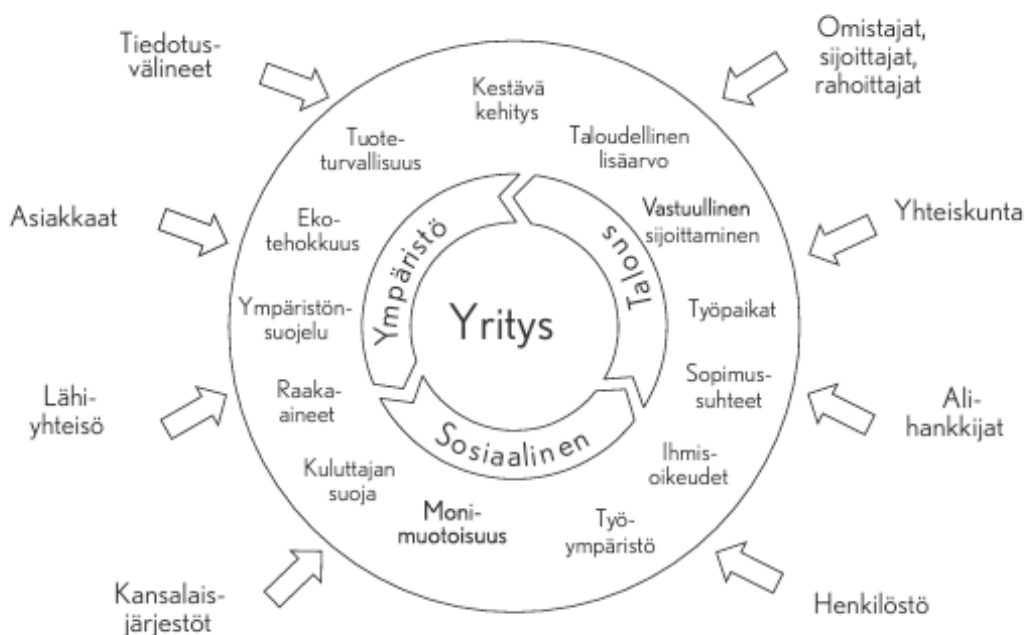 Tiedotus-
välineet
Omistajat,
sijoittajat,
rahoittajat
Kestävä
kehitys
Tuote-
turvallisuus
Taloudellinen
lisäarvo
Asiakkaat
Eko-
tehokkuus
Vastuullinen
sijoittaminen
Yhteiskunta
Ympäristö
Talous
Yritys
Ympäristön-
suojelu
Työpaikat
Lähi-
yhteisö
Raaka-
aineet
Sopimus-
suhteet
Ali-
hankkijat
Sosiaalinen
Kuluttajan
suoja
Ihmis-
oikeudet
Moni-
muotoisuus
Työ-
ympäristö
Kansalais-
järjestöt
Henkilöstö